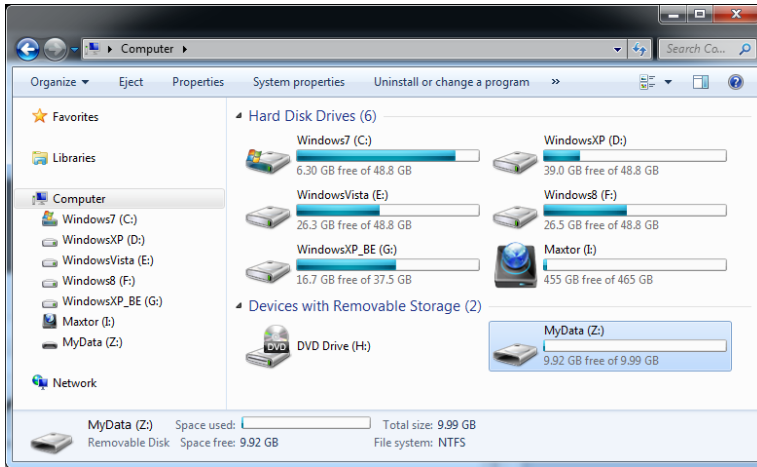 Computer
Search Co...
Organize Eject Properties System properties Uninstall or change a program »
Favorites
Libraries
Computer
Windows7 (C:)
WindowsXP (D:)
WindowsVista (E:)
Windows8 (F:)
WindowsXP_BE (G:)
Maxtor (I:)
MyData (Z:)
Network
Hard Disk Drives (6)
Windows7 (C:)
6.30 GB free of 48.8 GB
WindowsXP (D:)
39.0 GB free of 48.8 GB
WindowsVista (E:)
26.3 GB free of 48.8 GB
Windows8 (F:)
26.5 GB free of 48.8 GB
WindowsXP_BE (G:)
16.7 GB free of 37.5 GB
Maxtor (I:)
455 GB free of 465 GB
Devices with Removable Storage (2)
DVD
DVD Drive (H:)
MyData (Z:)
9.92 GB free of 9.99 GB
MyData (Z:) Space used: Total size: 9.99 GB
Removable Disk Space free: 9.92 GB File system: NTFS